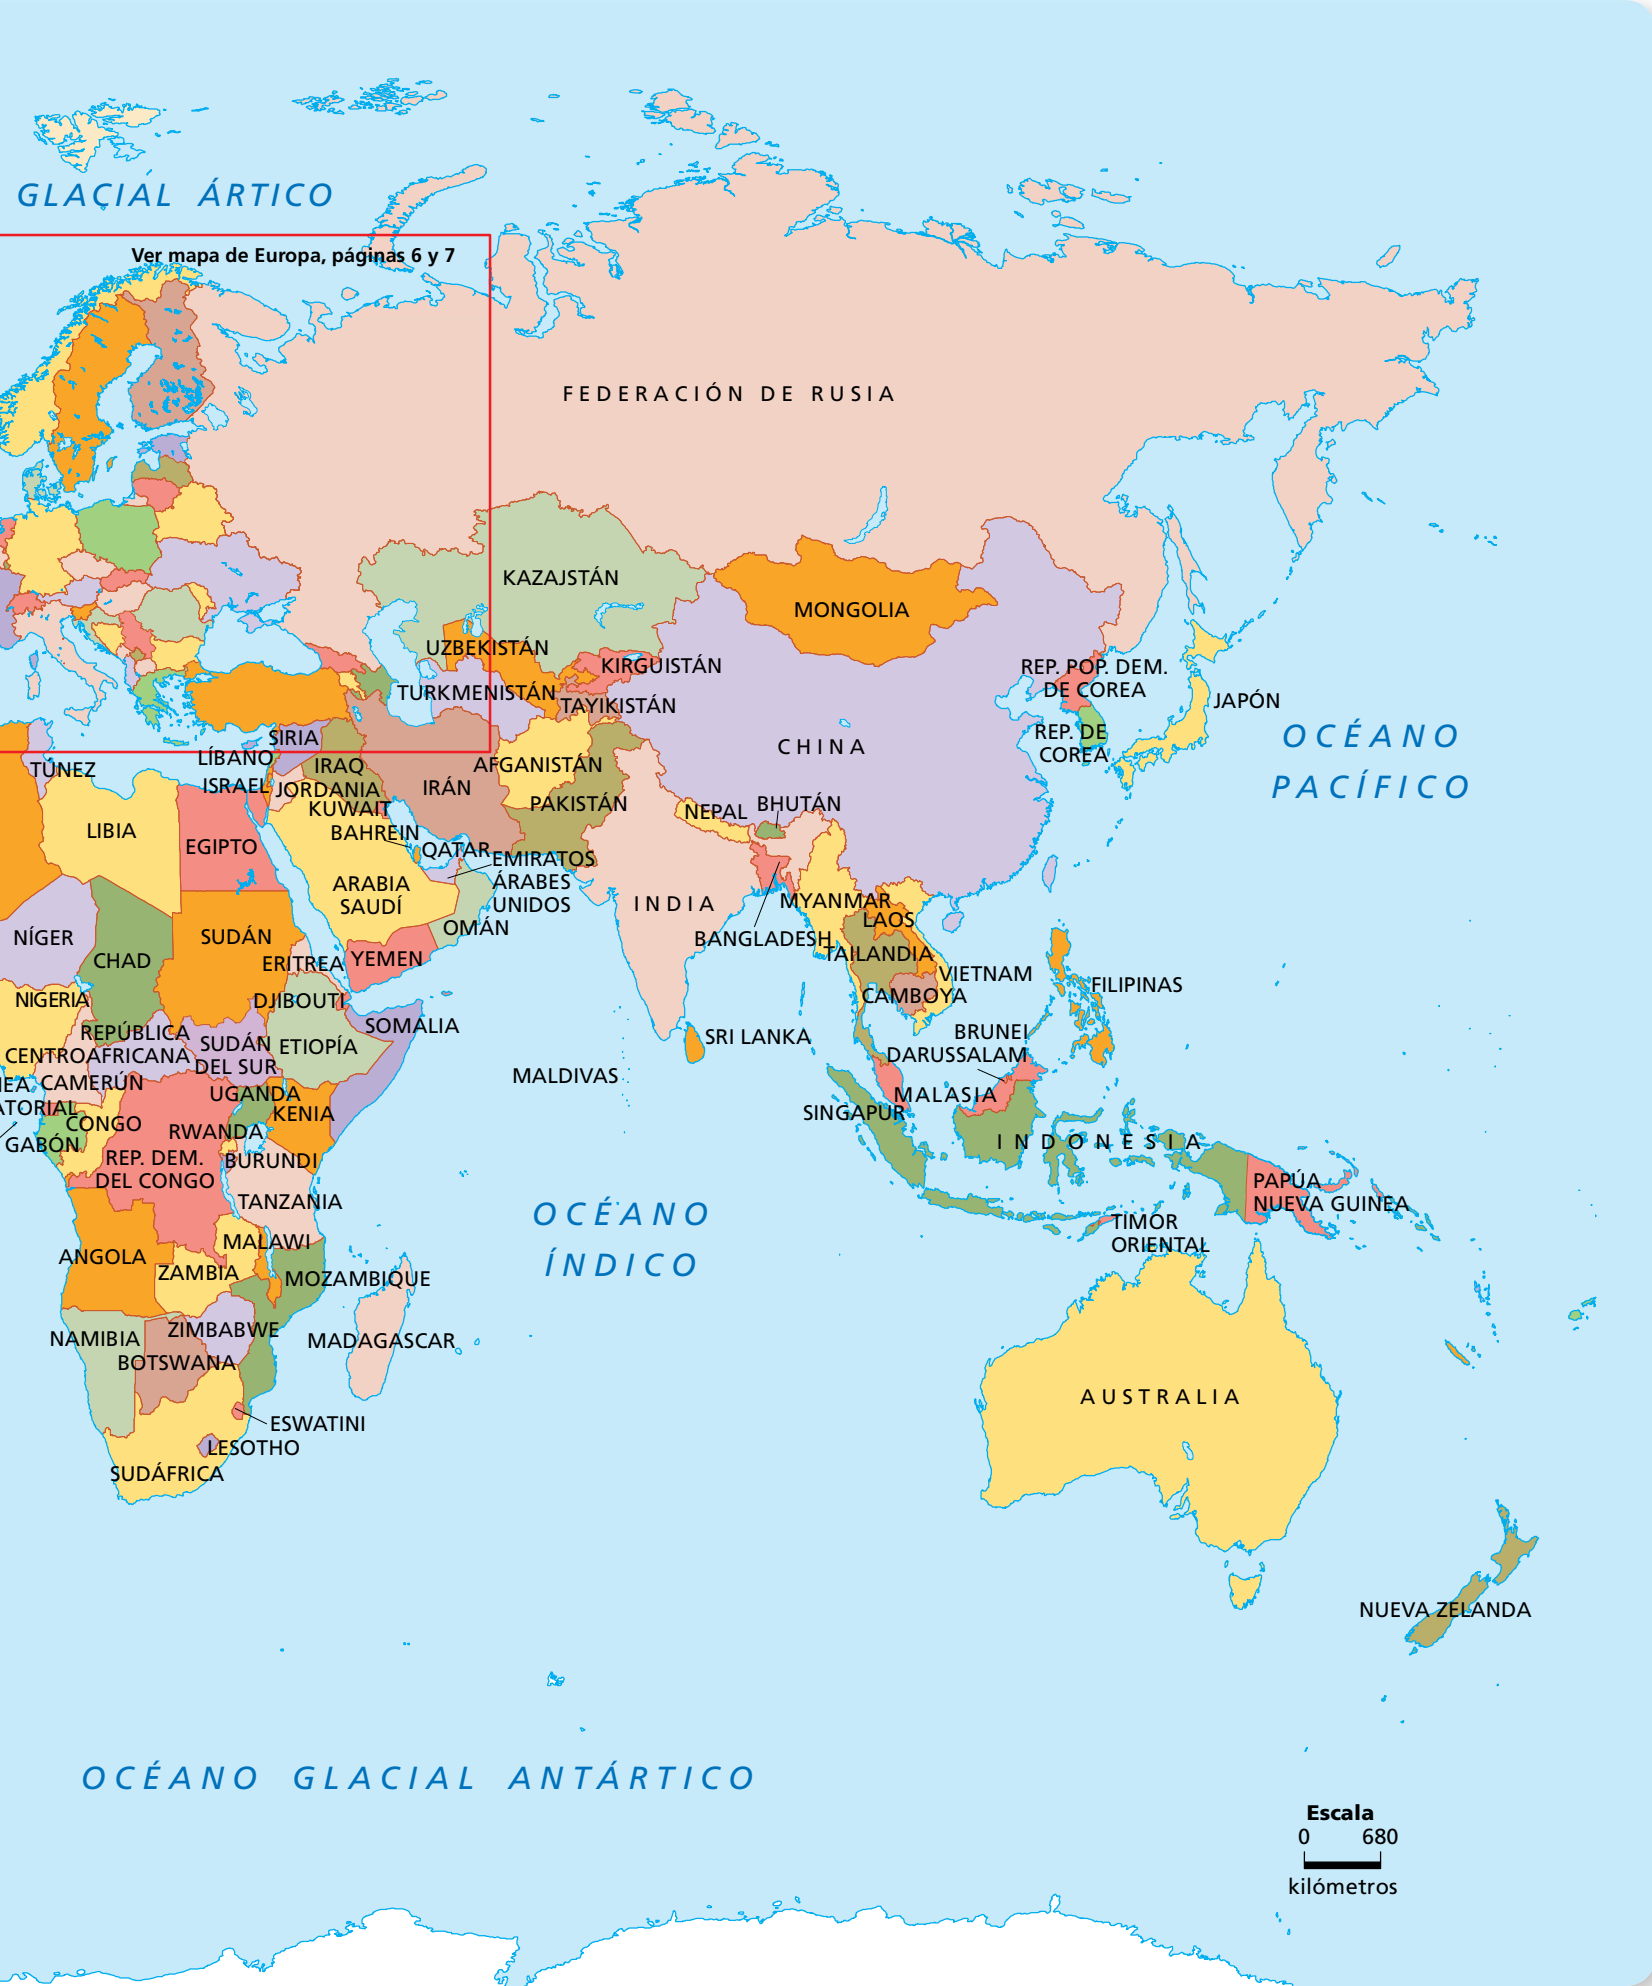 GLACIAL ÁRTICO
Ver mapa de Europa, páginas 6 y 7
FEDERACIÓN DE RUSIA
KAZAJSTÁN
MONGOLIA
UZBEKISTÁN
KIRGUISTÁN
TURKMENISTÁN
TAYIKISTÁN
REP. POP. DEM.
DE COREA
JAPÓN
REP. DE
COREA
OCÉANO
PACÍFICO
CHINA
SIRIA
LÍBANO
ISRAEL
TÚNEZ
IRAQ
JORDANIA
KUWAIT
IRÁN
AFGANISTÁN
PAKISTÁN
NEPAL
BHUTÁN
LIBIA
EGIPTO
BAHREIN
QATAR
EMIRATOS
ÁRABES
UNIDOS
ARABIA
SAUDÍ
OMÁN
INDIA
MYANMAR
LAOS
BANGLADESH
TAILANDIA
VIETNAM
CAMBOYA
FILIPINAS
NÍGER
CHAD
SUDÁN
ERITREA
YEMEN
NIGERIA
DJIBOUTI
SOMALIA
REPÚBLICA
CENTROAFRICANA
SUDÁN
DEL SUR
ETIOPÍA
SRI LANKA
MALDIVAS
BRUNEI
DARUSSALAM
MALASIA
SINGAPUR
INDONESIA
NEA
ATORIAL
CAMERÚN
UGANDA
KENIA
CONGO
GABÓN
RWANDA
REP. DEM.
DEL CONGO
BURUNDI
TANZANIA
PAPÚA
NUEVA GUINEA
TIMOR
ORIENTAL
OCÉANO
ÍNDICO
ANGOLA
MALAWI
ZAMBIA
MOZAMBIQUE
NAMIBIA
ZIMBABWE
BOTSWANA
MADAGASCAR
AUSTRALIA
ESWATINI
LESOTHO
SUDÁFRICA
NUEVA ZELANDA
OCÉANO GLACIAL ANTÁRTICO
Escala
0 680
kilómetros